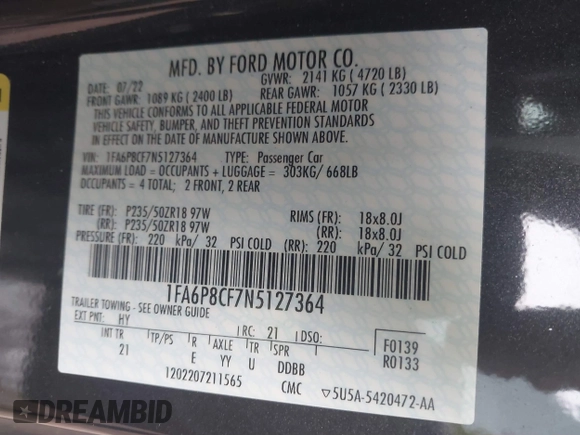 MFD. BY FORD MOTOR CO.
DATE: 07/22 GVWR: 2141 KG ( 4720 LB)
FRONT GAWR: 1089 KG ( 2400 LB) REAR GAWR: 1057 KG ( 2330 LB)
THIS VEHICLE CONFORMS TO ALL APPLICABLE FEDERAL MOTOR
VEHICLE SAFETY, BUMPER, AND THEFT PREVENTION STANDARDS
IN EFFECT ON THE DATE OF MANUFACTURE SHOWN ABOVE.
VIN: 1FA6P8CF7N5127364 TYPE: Passenger Car
MAXIMUM LOAD = OCCUPANTS + LUGGAGE = 303KG/ 668LB
OCCUPANTS = 4 TOTAL; 2 FRONT, 2 REAR
TIRE (FR): P235/50ZR18 97W RIMS (FR): 18x8.0J
(RR): P235/50ZR18 97W (RR): 18x8.0J
PRESSURE (FR): 220 kPa/ 32 PSI COLD (RR): 220 kPa/ 32 PSI COLD
1FA6P8CF7N5127364
TRAILER TOWING - SEE OWNER GUIDE
EXT PNT: HY RC: 21 DSO: F0139
INT TR TP/PS R AXLE TR SPR R0133
21 E YY U DDBB
1202207211565 CMC ▽5U5A-5420472-AA
DREAMBID